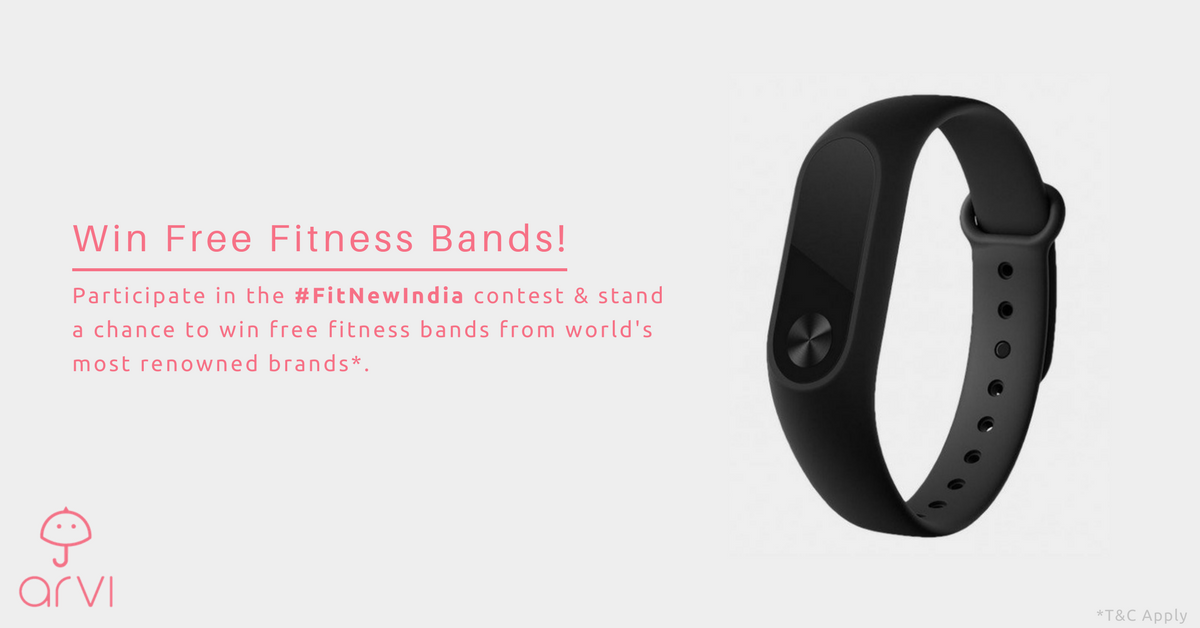 Win Free Fitness Bands!
Participate in the #FitNewIndia contest & stand
a chance to win free fitness bands from world's
most renowned brands*.
arvi
*T&C Apply